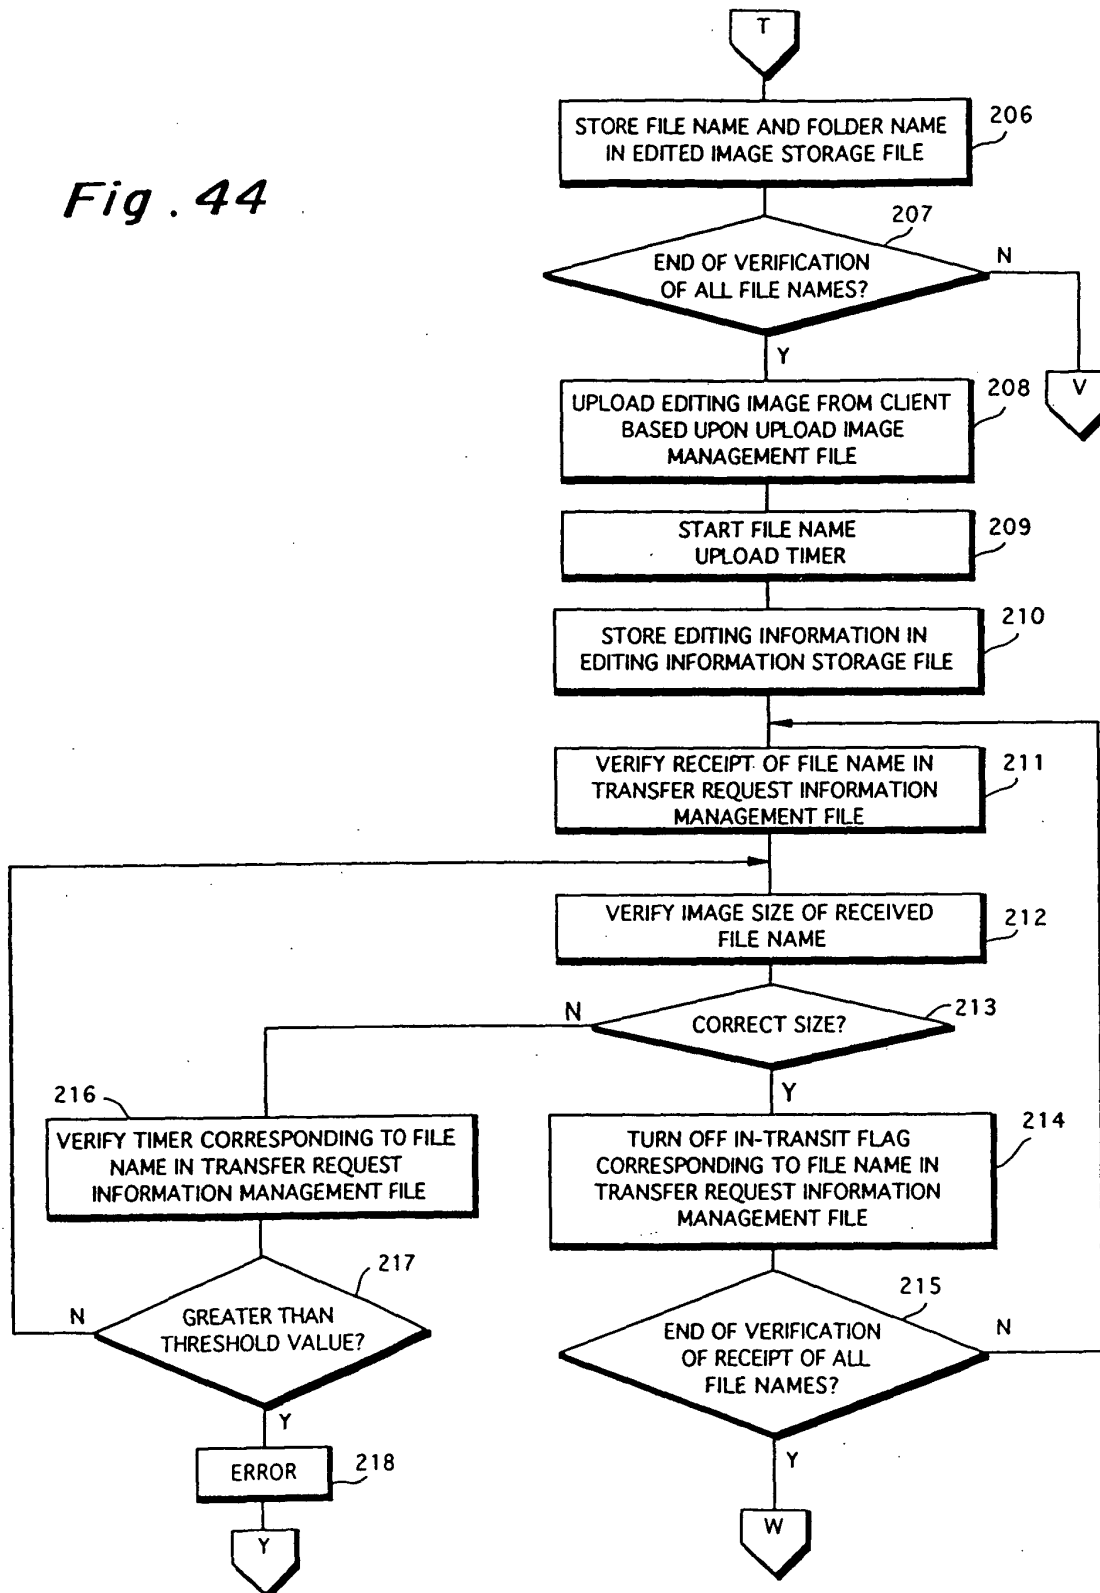 Fig. 44
T
STORE FILE NAME AND FOLDER NAME
IN EDITED IMAGE STORAGE FILE
206
207
END OF VERIFICATION
OF ALL FILE NAMES?
N
Y
V
UPLOAD EDITING IMAGE FROM CLIENT
BASED UPON UPLOAD IMAGE
MANAGEMENT FILE
208
START FILE NAME
UPLOAD TIMER
209
STORE EDITING INFORMATION IN
EDITING INFORMATION STORAGE FILE
210
VERIFY RECEIPT OF FILE NAME IN
TRANSFER REQUEST INFORMATION
MANAGEMENT FILE
211
VERIFY IMAGE SIZE OF RECEIVED
FILE NAME
212
CORRECT SIZE?
213
N
Y
216
VERIFY TIMER CORRESPONDING TO FILE
NAME IN TRANSFER REQUEST
INFORMATION MANAGEMENT FILE
TURN OFF IN-TRANSIT FLAG
CORRESPONDING TO FILE NAME IN
TRANSFER REQUEST INFORMATION
MANAGEMENT FILE
214
217
GREATER THAN
THRESHOLD VALUE?
N
Y
215
END OF VERIFICATION
OF RECEIPT OF ALL
FILE NAMES?
N
Y
ERROR
218
Y
W